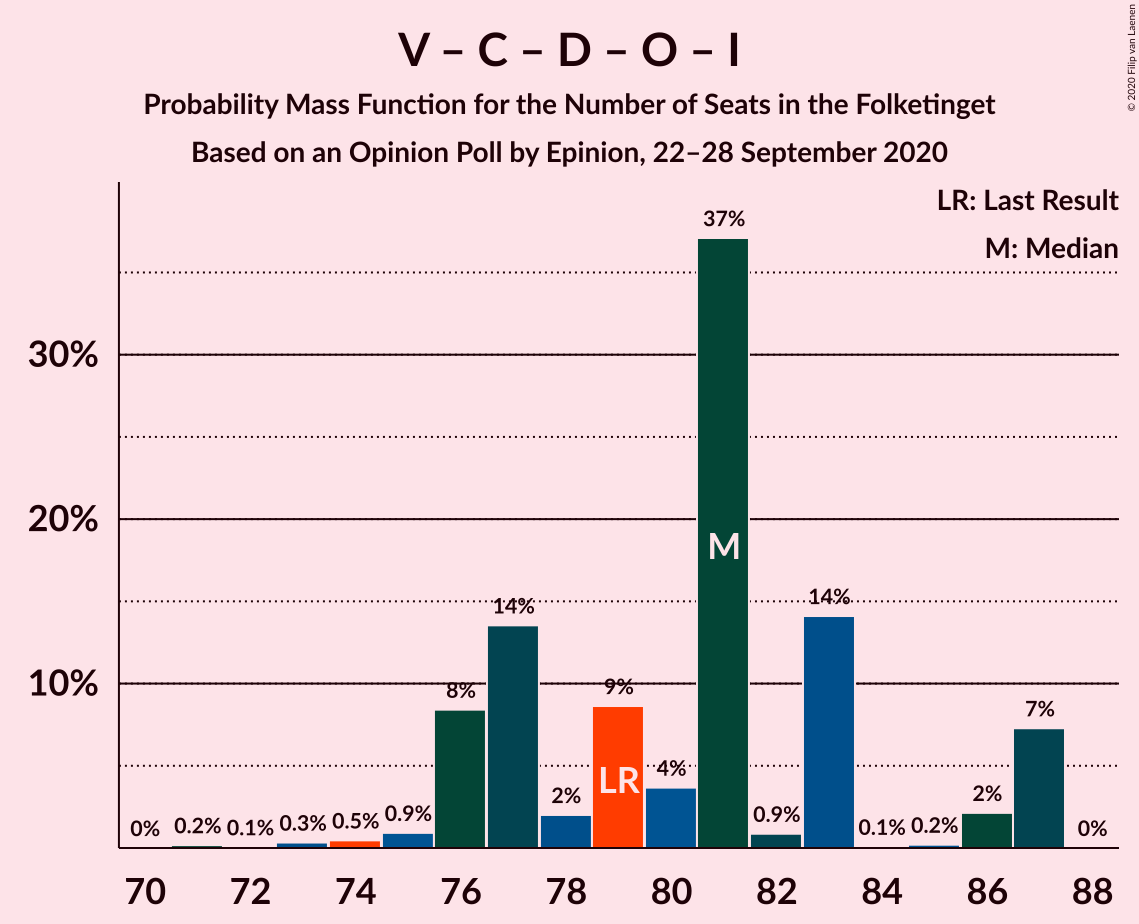 V – C – D – O – I
Probability Mass Function for the Number of Seats in the Folketinget
Based on an Opinion Poll by Epinion, 22–28 September 2020
© 2020 Filip van Laenen
LR: Last Result
M: Median
37%
30%
20%
10%
M
LR
0%
0.2%
0.1%
0.3%
0.5%
0.9%
8%
14%
2%
9%
4%
0.9%
14%
0.1%
0.2%
2%
7%
0%
70 72 74 76 78 80 82 84 86 88